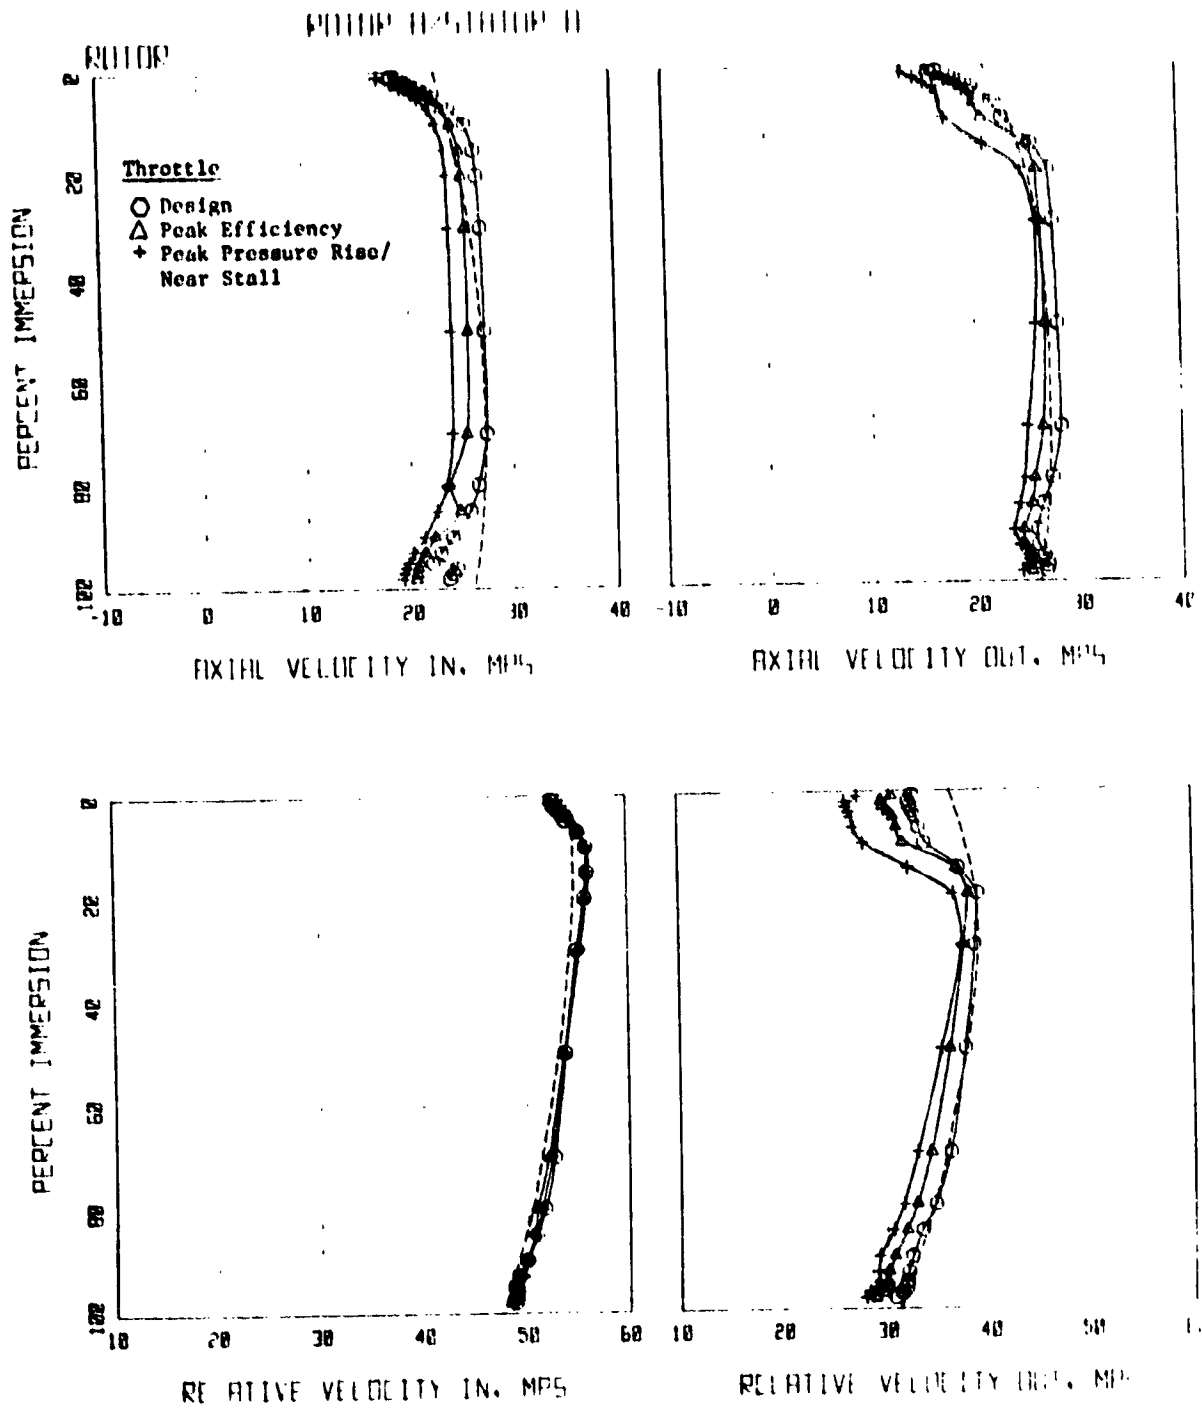 ROTOR
Throttle
Design
Peak Efficiency
Peak Pressure Rise/
Near Stall
PERCENT IMMERSION
0
20
40
60
80
100
-10
0
10
20
30
40
AXIAL VELOCITY IN, MPS
-10
0
10
20
30
40
AXIAL VELOCITY OUT, MPS
PERCENT IMMERSION
0
20
40
60
80
100
10
20
30
40
50
60
RELATIVE VELOCITY IN, MPS
10
20
30
40
50
RELATIVE VELOCITY OUT, MPS